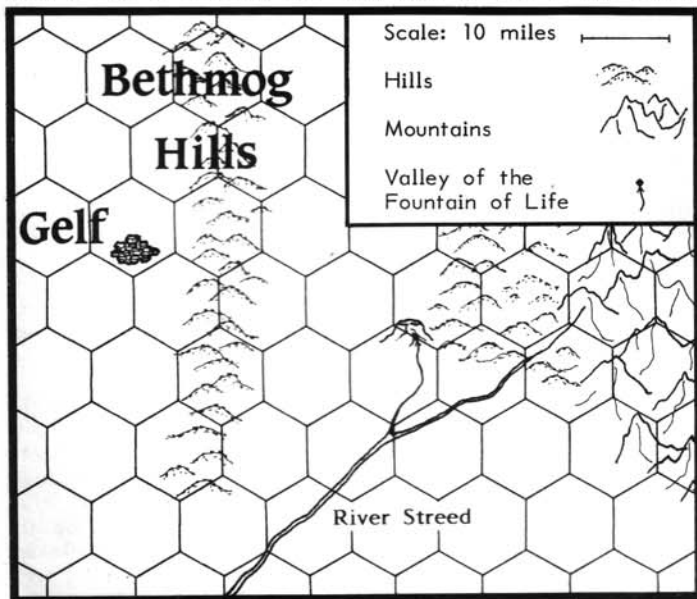 Bethmog
Hills
Gelf
Scale: 10 miles
Hills
Mountains
Valley of the
Fountain of Life
River Streed